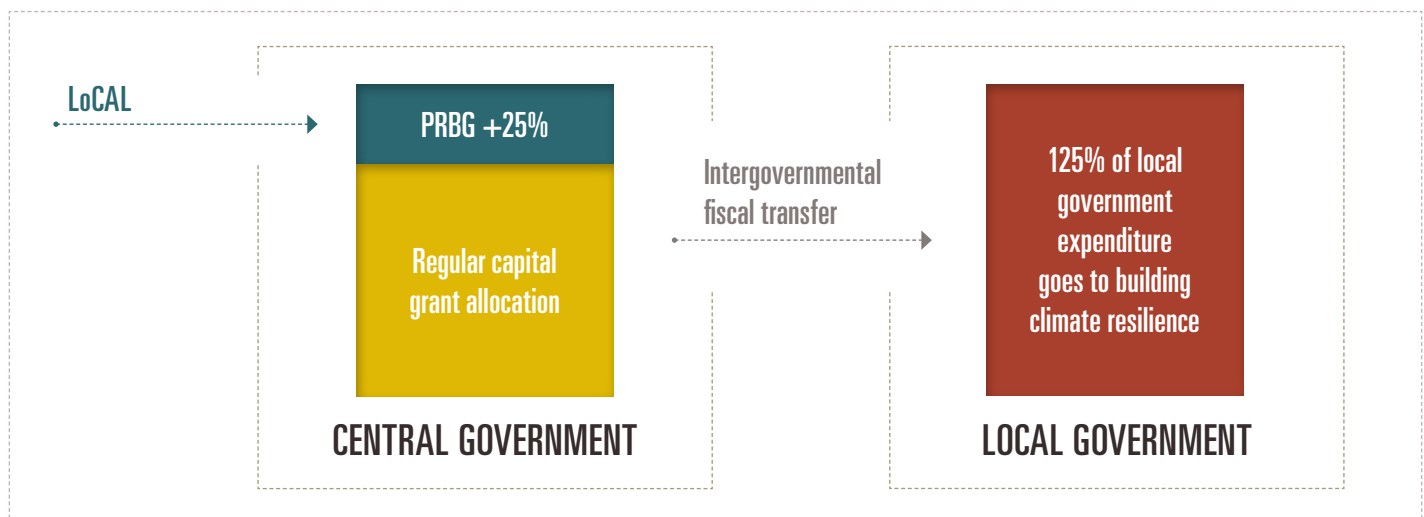 LoCAL
PRBG +25%
Regular capital
grant allocation
CENTRAL GOVERNMENT
Intergovernmental
fiscal transfer
125% of local
government
expenditure
goes to building
climate resilience
LOCAL GOVERNMENT